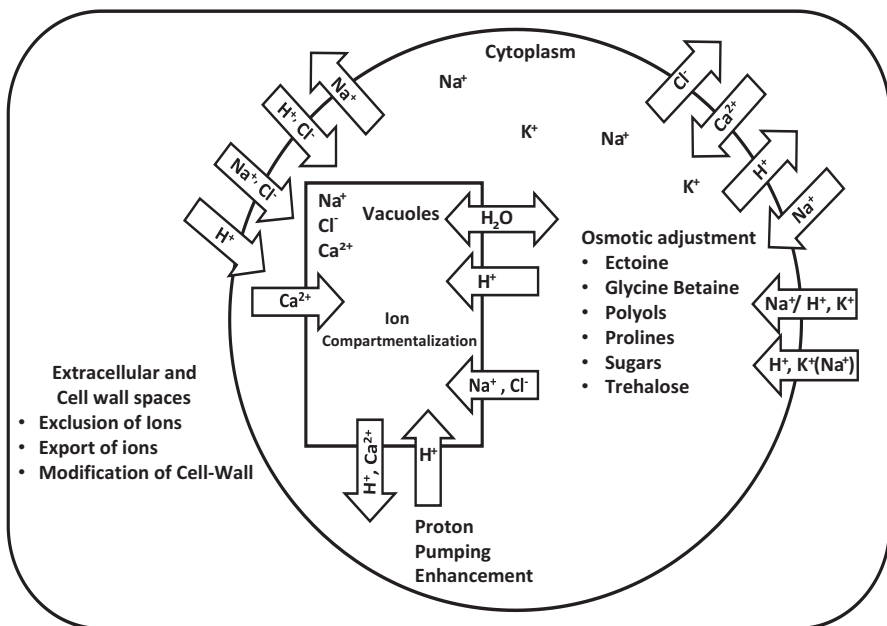 Cytoplasm
Na⁺
K⁺
Na⁺
K⁺
Na⁺
H⁺, Cl⁻
Na⁺, Cl⁻
H⁺
Cl⁻
Ca²⁺
H⁺
Na⁺
Na⁺/ H⁺, K⁺
H⁺, K⁺(Na⁺)
Na⁺
Cl⁻
Ca²⁺
Vacuoles
H₂O
H⁺
Ca²⁺
Ion
Compartmentalization
Na⁺ , Cl⁻
H⁺, Ca²⁺
H⁺
Proton
Pumping
Enhancement
Osmotic adjustment
• Ectoine
• Glycine Betaine
• Polyols
• Prolines
• Sugars
• Trehalose
Extracellular and
Cell wall spaces
• Exclusion of Ions
• Export of ions
• Modification of Cell-Wall